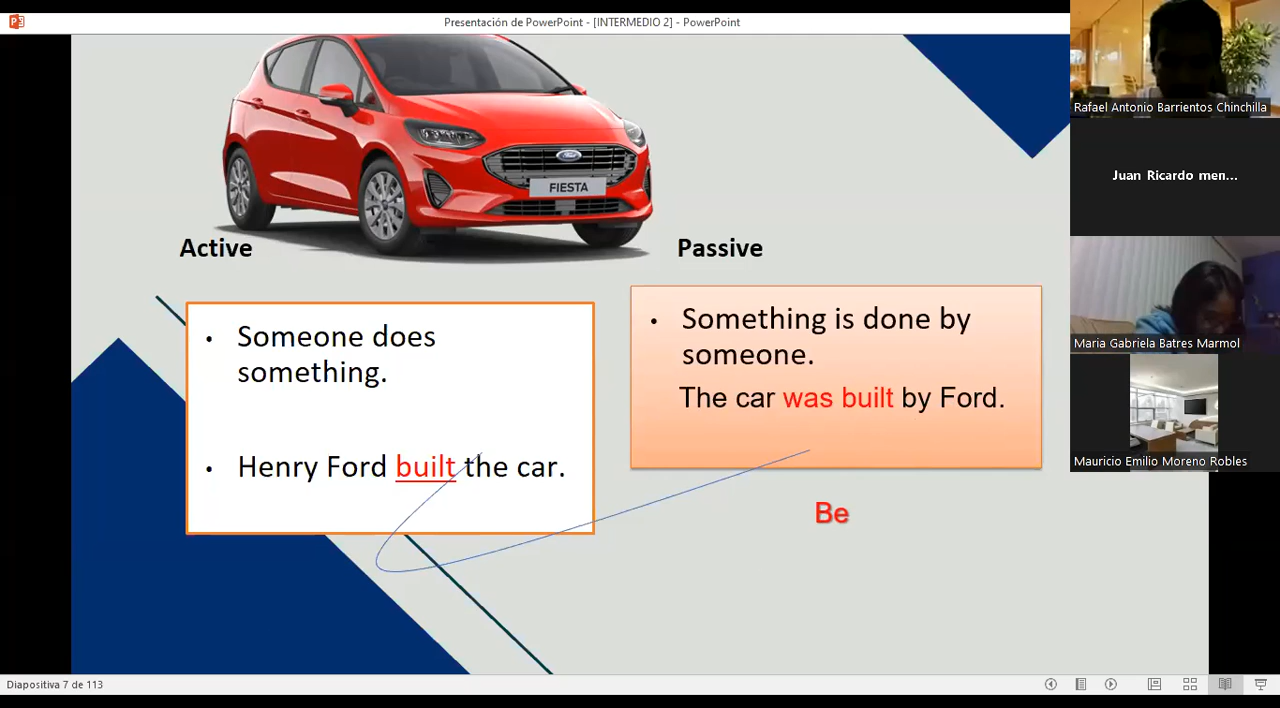 Presentación de PowerPoint - [INTERMEDIO 2] - PowerPoint
Rafael Antonio Barrientos Chinchilla
Juan Ricardo men...
Ford
FIESTA
Active
Passive
• Something is done by
someone.
The car was built by Ford.
• Someone does
something.
• Henry Ford built the car.
Be
Maria Gabriela Batres Marmol
Mauricio Emilio Moreno Robles
Diapositiva 7 de 113